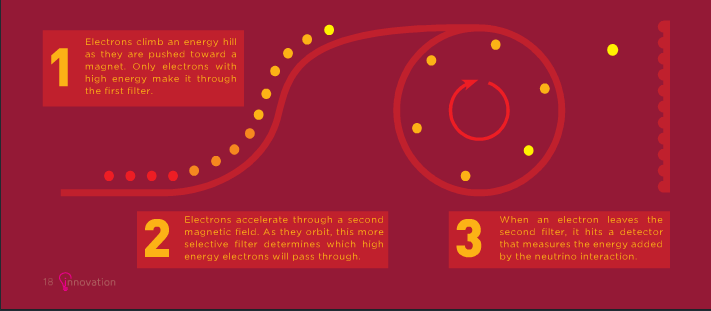 1
Electrons climb an energy hill
as they are pushed toward a
magnet. Only electrons with
high energy make it through
the first filter.
2
Electrons accelerate through a second
magnetic field. As they orbit, this more
selective filter determines which high
energy electrons will pass through.
3
When an electron leaves the
second filter, it hits a detector
that measures the energy added
by the neutrino interaction.
18 innovation